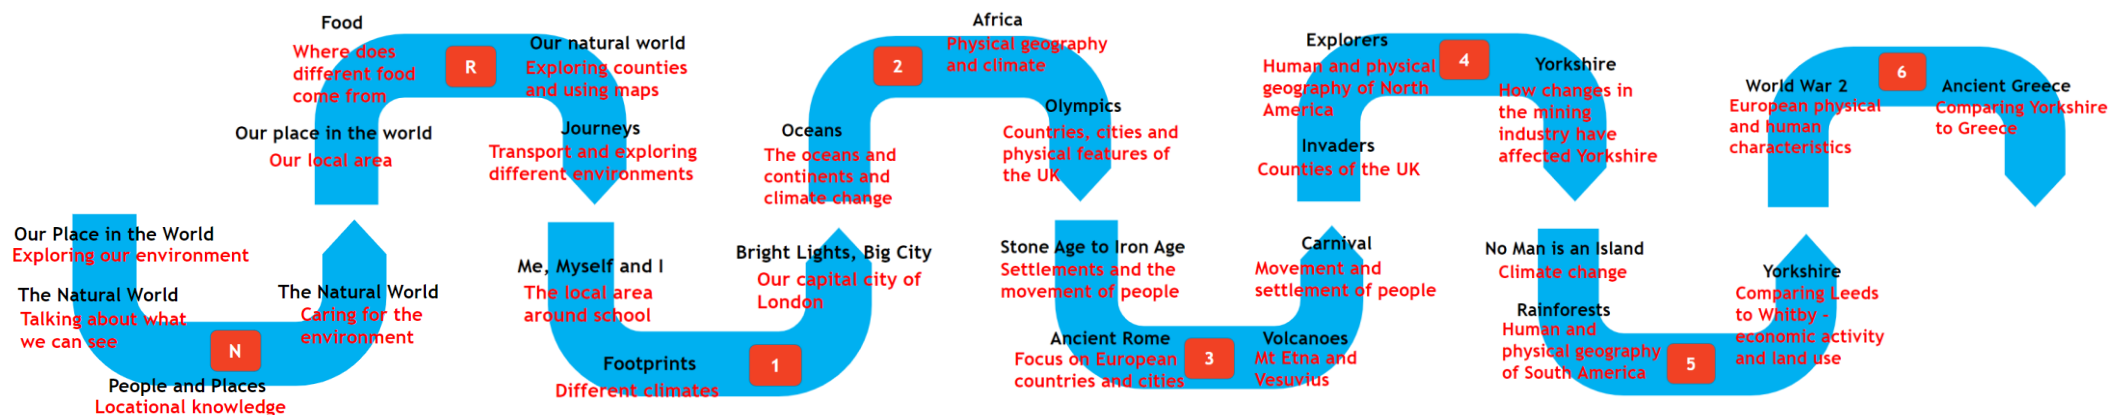 Our Place in the World
Exploring our environment
The Natural World
Talking about what
we can see
N
People and Places
Locational knowledge
The Natural World
Caring for the
environment
Our place in the world
Our local area
Food
Where does
different food
come from
R
Our natural world
Exploring counties
and using maps
Journeys
Transport and exploring
different environments
Me, Myself and I
The local area
around school
Footprints
Different climates
1
Bright Lights, Big City
Our capital city of
London
Oceans
The oceans and
continents and
climate change
2
Africa
Physical geography
and climate
Olympics
Countries, cities and
physical features of
the UK
Stone Age to Iron Age
Settlements and the
movement of people
Ancient Rome
Focus on European
countries and cities
3
Volcanoes
Mt Etna and
Vesuvius
Carnival
Movement and
settlement of people
Invaders
Counties of the UK
Explorers
Human and physical
geography of North
America
4
Yorkshire
How changes in
the mining
industry have
affected Yorkshire
No Man is an Island
Climate change
Rainforests
Human and
physical geography
of South America
5
Yorkshire
Comparing Leeds
to Whitby –
economic activity
and land use
World War 2
European physical
and human
characteristics
6
Ancient Greece
Comparing Yorkshire
to Greece